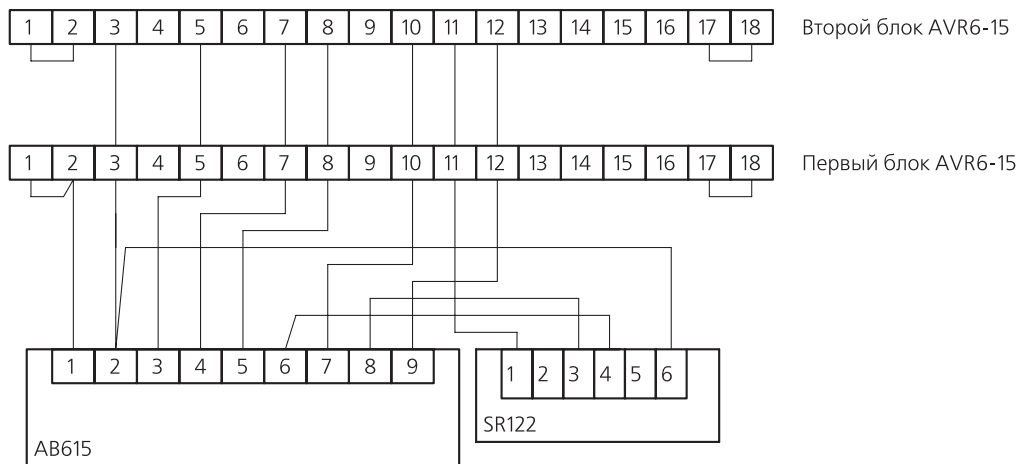 1 2 3 4 5 6 7 8 9 10 11 12 13 14 15 16 17 18 Второй блок AVR6-15
1 2 3 4 5 6 7 8 9 10 11 12 13 14 15 16 17 18 Первый блок AVR6-15
1 2 3 4 5 6 7 8 9
1 2 3 4 5 6
SR122
AB615